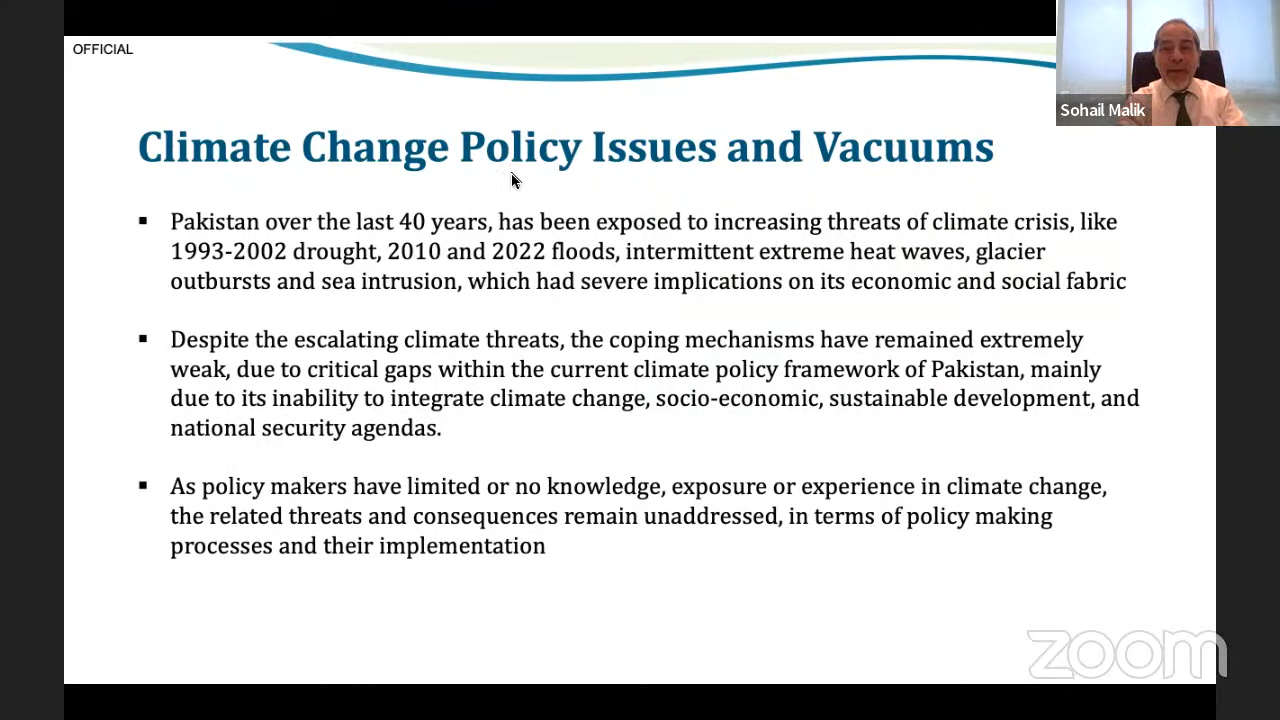 OFFICIAL
Sohail Malik
Climate Change Policy Issues and Vacuums
▪ Pakistan over the last 40 years, has been exposed to increasing threats of climate crisis, like
1993-2002 drought, 2010 and 2022 floods, intermittent extreme heat waves, glacier
outbursts and sea intrusion, which had severe implications on its economic and social fabric
▪ Despite the escalating climate threats, the coping mechanisms have remained extremely
weak, due to critical gaps within the current climate policy framework of Pakistan, mainly
due to its inability to integrate climate change, socio-economic, sustainable development, and
national security agendas.
▪ As policy makers have limited or no knowledge, exposure or experience in climate change,
the related threats and consequences remain unaddressed, in terms of policy making
processes and their implementation
zoom